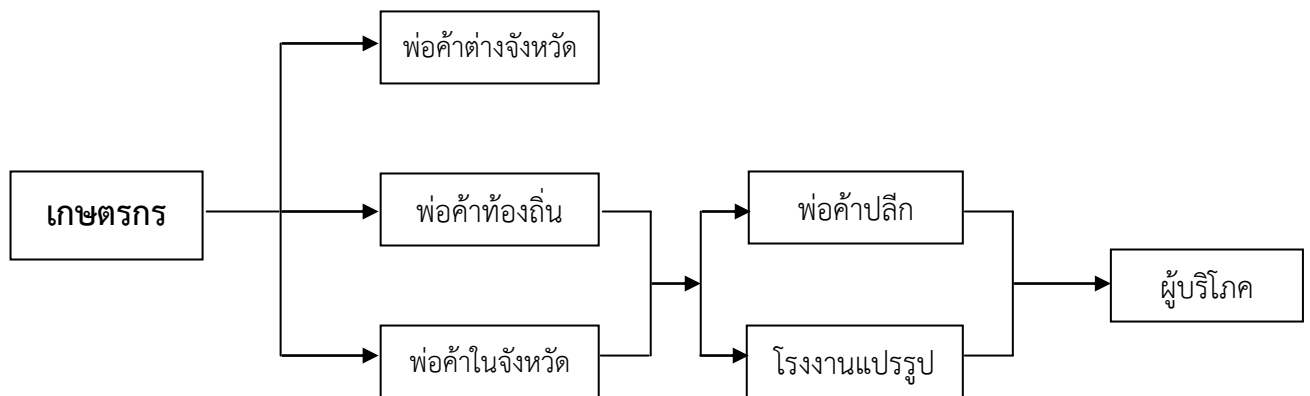 พ่อค้าต่างจังหวัด
เกษตรกร
พ่อค้าท้องถิ่น
พ่อค้าปลีก
ผู้บริโภค
พ่อค้าในจังหวัด
โรงงานแปรรูป